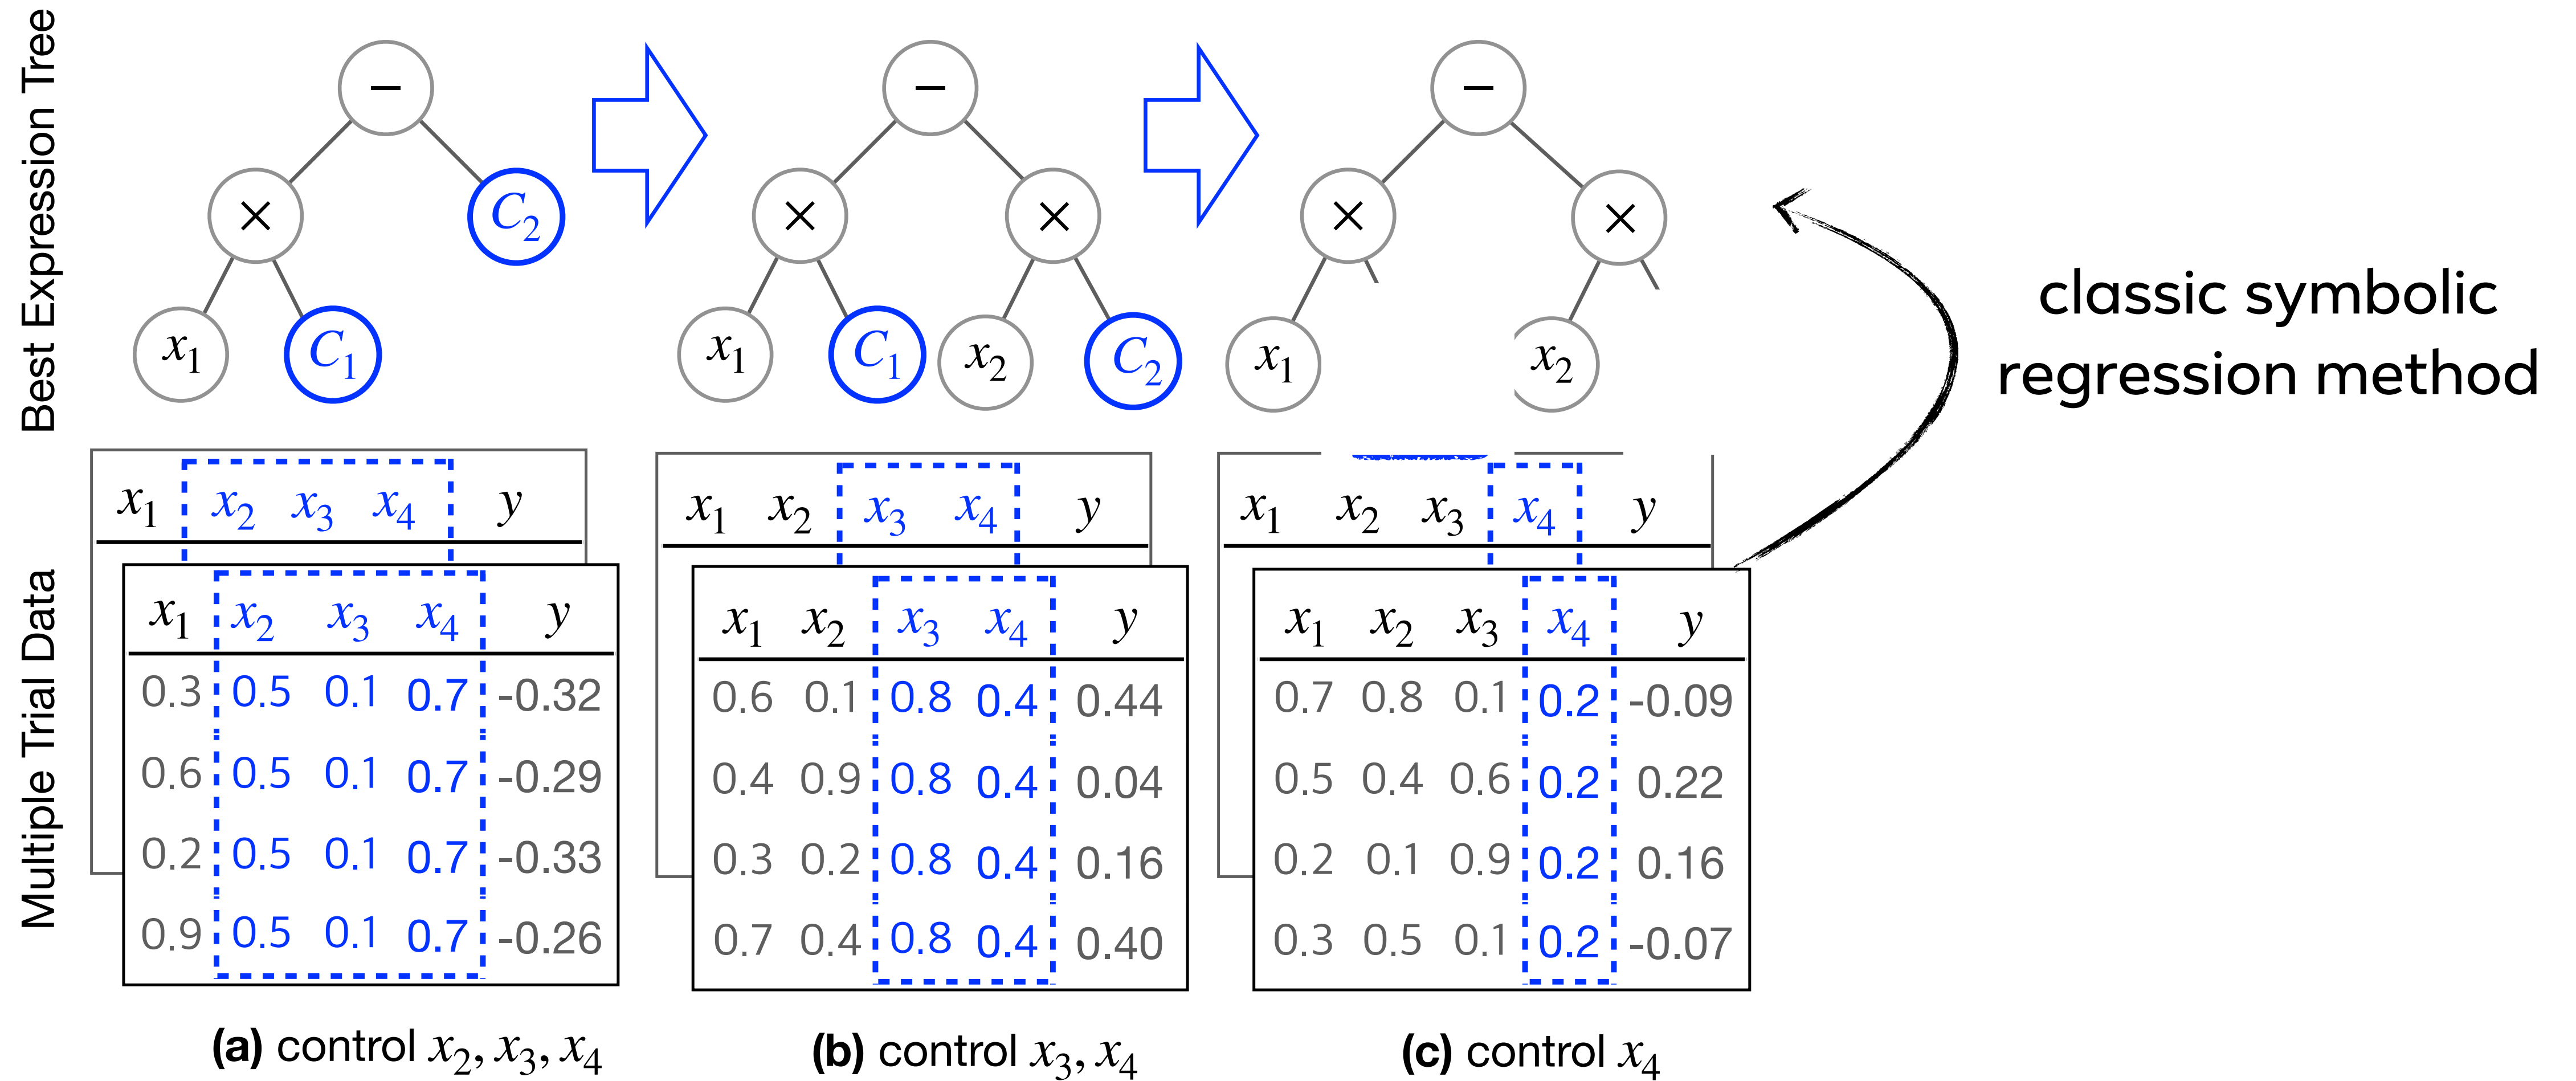 Best Expression Tree
−
× C₂
x₁ C₁
−
× ×
x₁ C₁ x₂ C₂
−
× ×
x₁ x₂
classic symbolic
regression method
Multiple Trial Data
x₁ x₂ x₃ x₄ y
x₁ x₂ x₃ x₄ y
0.3 0.5 0.1 0.7 -0.32
0.6 0.5 0.1 0.7 -0.29
0.2 0.5 0.1 0.7 -0.33
0.9 0.5 0.1 0.7 -0.26
(a) control x₂, x₃, x₄
x₁ x₂ x₃ x₄ y
x₁ x₂ x₃ x₄ y
0.6 0.1 0.8 0.4 0.44
0.4 0.9 0.8 0.4 0.04
0.3 0.2 0.8 0.4 0.16
0.7 0.4 0.8 0.4 0.40
(b) control x₃, x₄
x₁ x₂ x₃ x₄ y
x₁ x₂ x₃ x₄ y
0.7 0.8 0.1 0.2 -0.09
0.5 0.4 0.6 0.2 0.22
0.2 0.1 0.9 0.2 0.16
0.3 0.5 0.1 0.2 -0.07
(c) control x₄